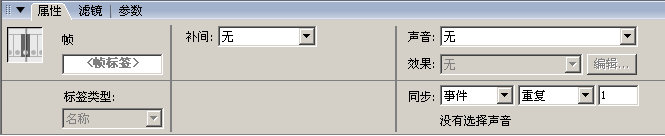 属性 滤镜 参数
帧 补间: 无 声音: 无
<帧标签> 效果: 无 编辑...
标签类型: 同步: 事件 重复 1
名称 没有选择声音